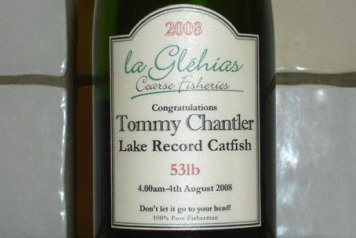 2008
la Gléhias
Coarse Fisheries
Congratulations
Tommy Chantler
Lake Record Catfish
53lb
4.00am-4th August 2008
Don't let it go to your head!
100% Pure Fisherman